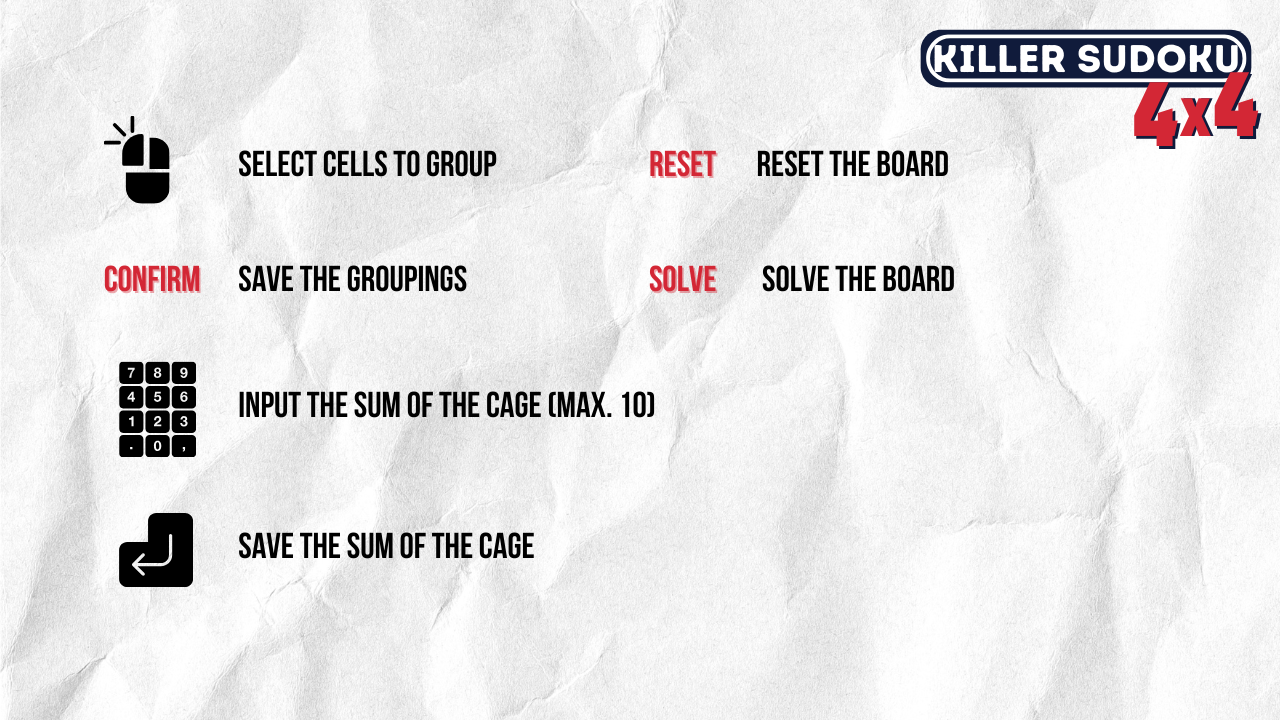 KILLER SUDOKU
4x4
SELECT CELLS TO GROUP
CONFIRM SAVE THE GROUPINGS
7 8 9
4 5 6
1 2 3
. 0 ,
INPUT THE SUM OF THE CAGE (MAX. 10)
SAVE THE SUM OF THE CAGE
RESET RESET THE BOARD
SOLVE SOLVE THE BOARD